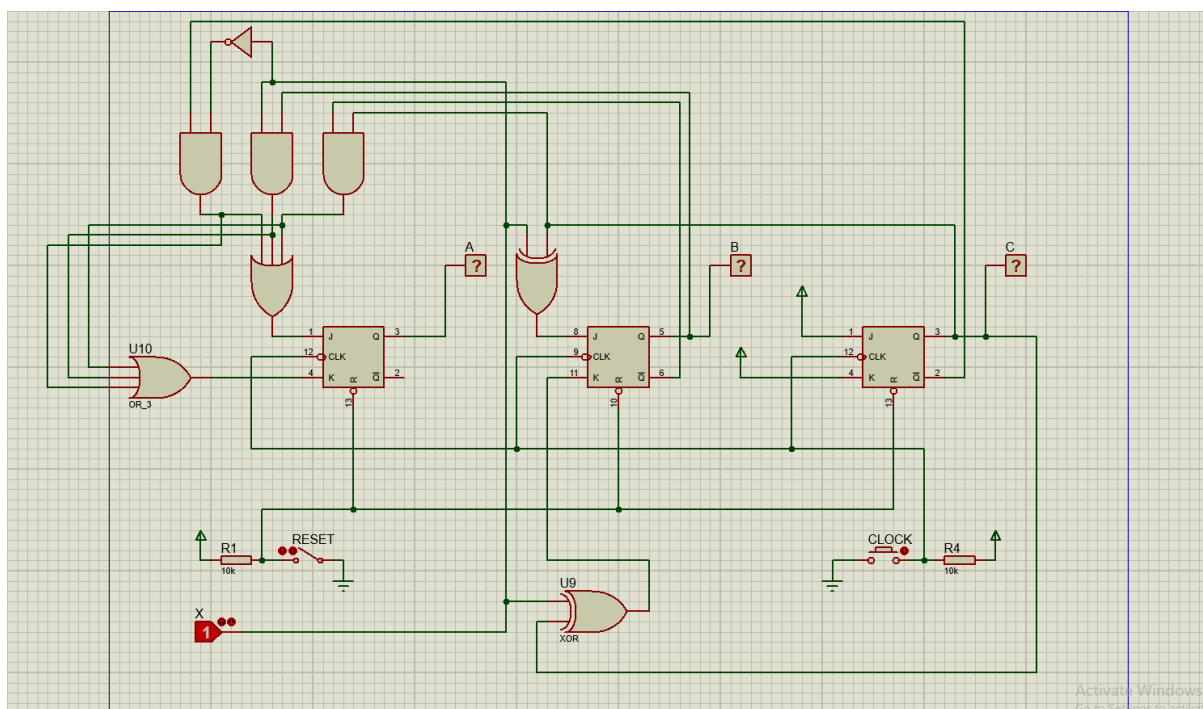 A
B
C
?
?
?
1
J
Q
3
8
J
Q
5
1
J
Q
3
12
CLK
9
CLK
12
CLK
U10
4
K
R
Q
2
11
K
R
Q
6
4
K
R
Q
2
OR_3
13
10
13
R1
RESET
CLOCK
R4
10k
10k
U9
X
1
XOR
Activate Windows